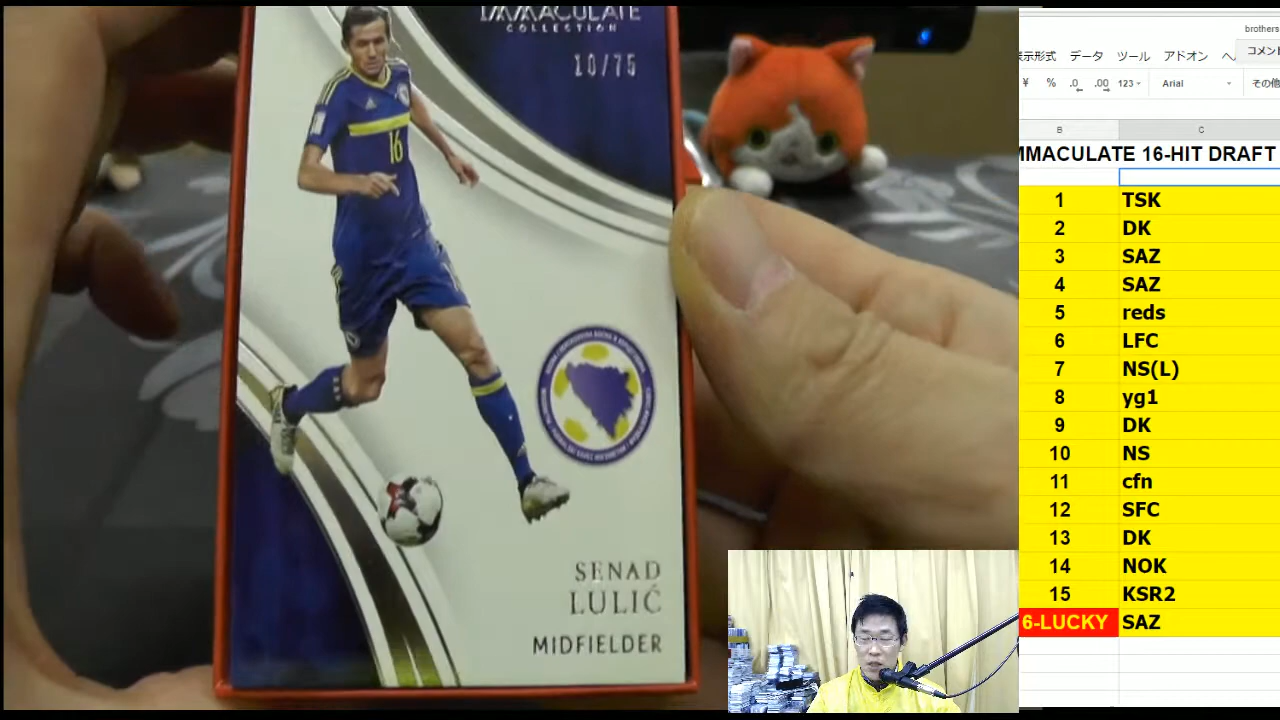 IMMACULATE
COLLECTION
10/75
16
SENAD
LULIĆ
MIDFIELDER
brothers
コメント
表示形式 データ ツール アドオン ヘ
¥ % .0 .00 123 Arial その他
B C
MMACULATE 16-HIT DRAFT
1 TSK
2 DK
3 SAZ
4 SAZ
5 reds
6 LFC
7 NS(L)
8 yg1
9 DK
10 NS
11 cfn
12 SFC
13 DK
14 NOK
15 KSR2
6-LUCKY SAZ